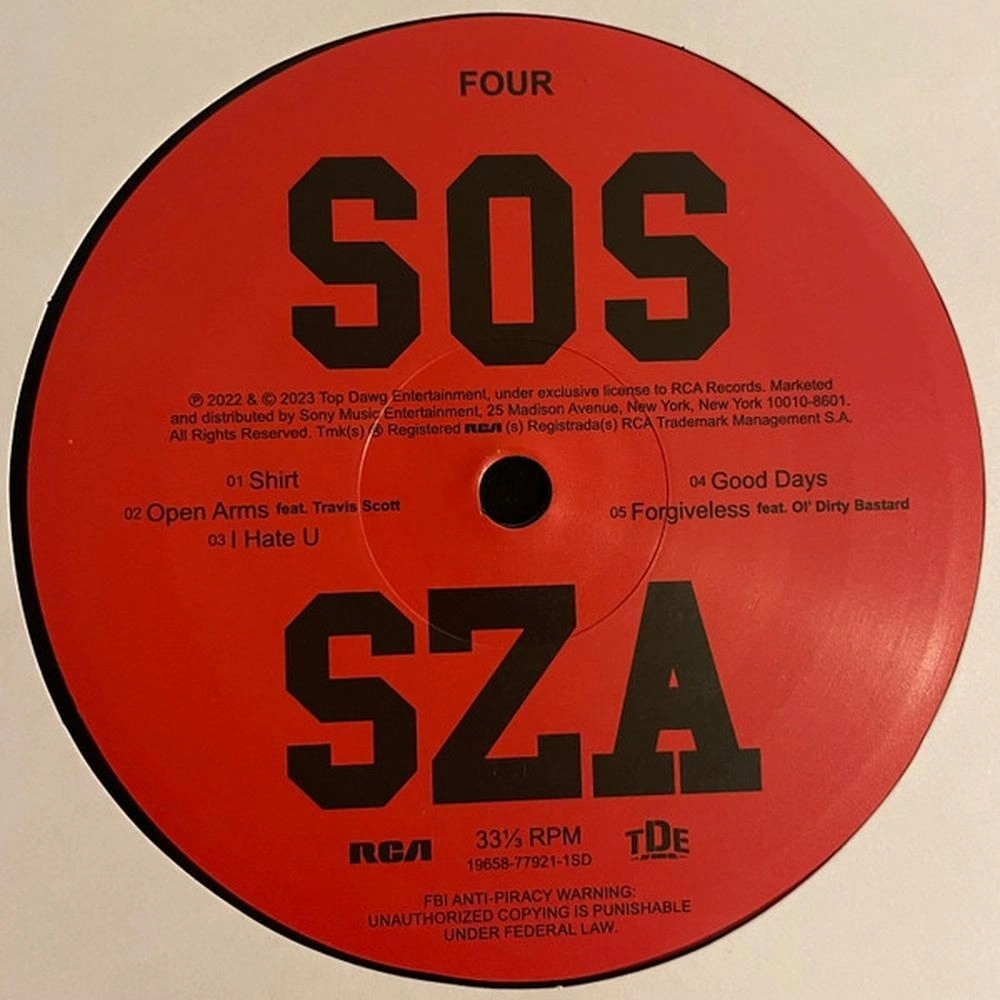 FOUR
SOS
℗ 2022 & © 2023 Top Dawg Entertainment, under exclusive license to RCA Records. Marketed
and distributed by Sony Music Entertainment, 25 Madison Avenue, New York, New York 10010-8601.
All Rights Reserved. Tmk(s) ® Registered RCA (s) Registrada(s) RCA Trademark Management S.A.
01 Shirt
02 Open Arms feat. Travis Scott
03 I Hate U
04 Good Days
05 Forgiveless feat. Ol' Dirty Bastard
SZA
RCA
33⅓ RPM
19658-77921-1SD
TDE
FBI ANTI-PIRACY WARNING:
UNAUTHORIZED COPYING IS PUNISHABLE
UNDER FEDERAL LAW.